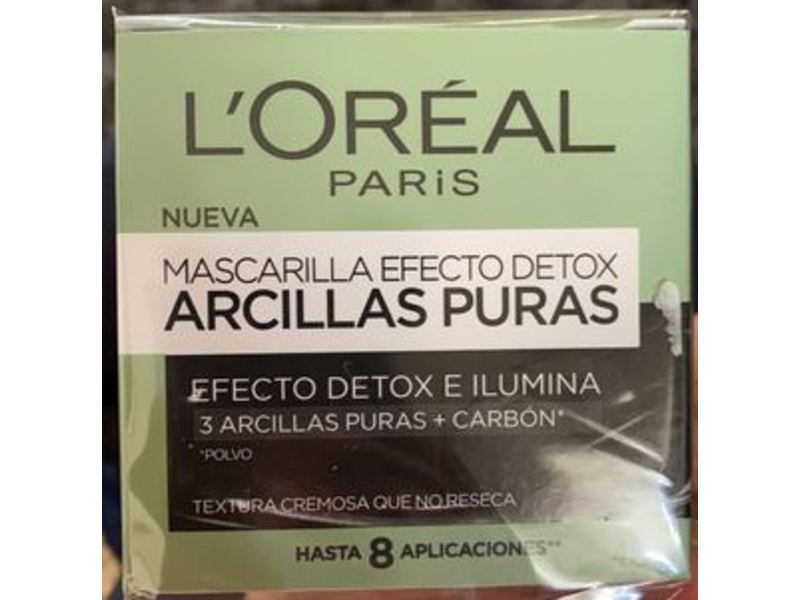 L'ORÉAL
PARiS
NUEVA
MASCARILLA EFECTO DETOX
ARCILLAS PURAS
EFECTO DETOX E ILUMINA
3 ARCILLAS PURAS + CARBÓN*
*POLVO
TEXTURA CREMOSA QUE NO RESECA
HASTA 8 APLICACIONES**